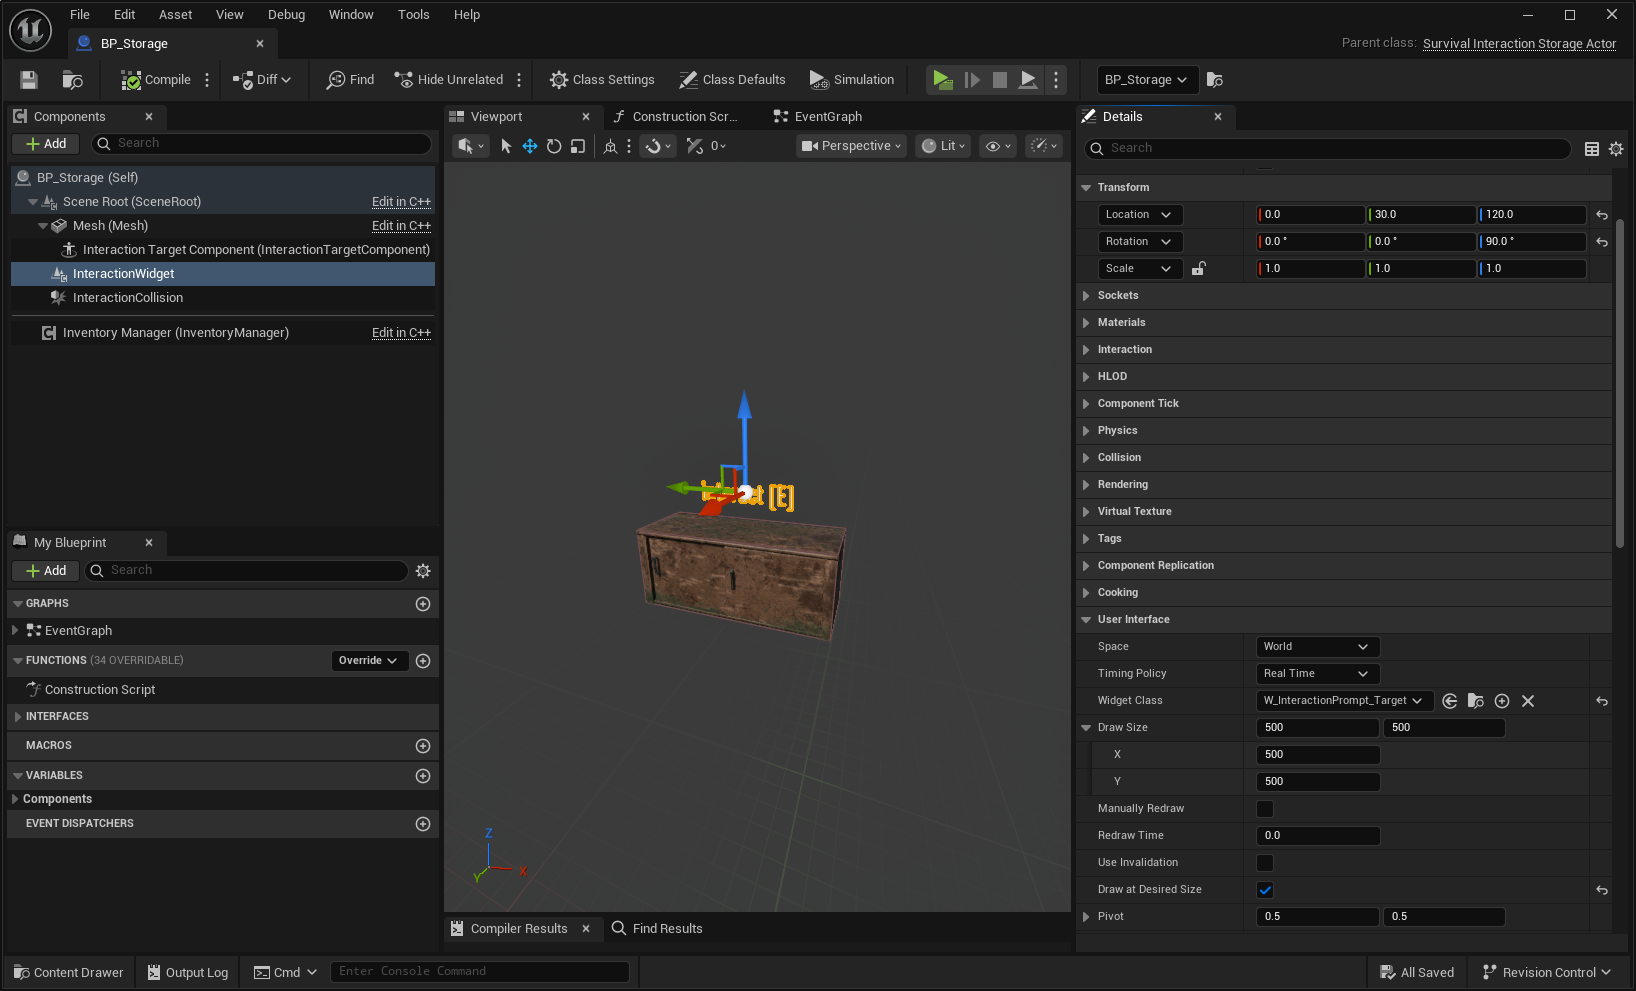 File Edit Asset View Debug Window Tools Help
BP_Storage
Parent class: Survival Interaction Storage Actor
Compile Diff Find Hide Unrelated Class Settings Class Defaults Simulation BP_Storage
Components
Add Search
BP_Storage (Self)
Scene Root (SceneRoot) Edit in C++
Mesh (Mesh) Edit in C++
Interaction Target Component (InteractionTargetComponent)
InteractionWidget
InteractionCollision
Inventory Manager (InventoryManager) Edit in C++
My Blueprint
Add Search
GRAPHS
EventGraph
FUNCTIONS (34 OVERRIDABLE) Override
Construction Script
INTERFACES
MACROS
VARIABLES
Components
EVENT DISPATCHERS
Viewport Construction Scr... EventGraph
0 Perspective Lit
[E]
Z
X
Y
Compiler Results Find Results
Details
Search
Transform
Location 0.0 30.0 120.0
Rotation 0.0 ° 0.0 ° 90.0 °
Scale 1.0 1.0 1.0
Sockets
Materials
Interaction
HLOD
Component Tick
Physics
Collision
Rendering
Virtual Texture
Tags
Component Replication
Cooking
User Interface
Space World
Timing Policy Real Time
Widget Class W_InteractionPrompt_Target
Draw Size 500 500
X 500
Y 500
Manually Redraw
Redraw Time 0.0
Use Invalidation
Draw at Desired Size
Pivot 0.5 0.5
Content Drawer Output Log Cmd Enter Console Command All Saved Revision Control